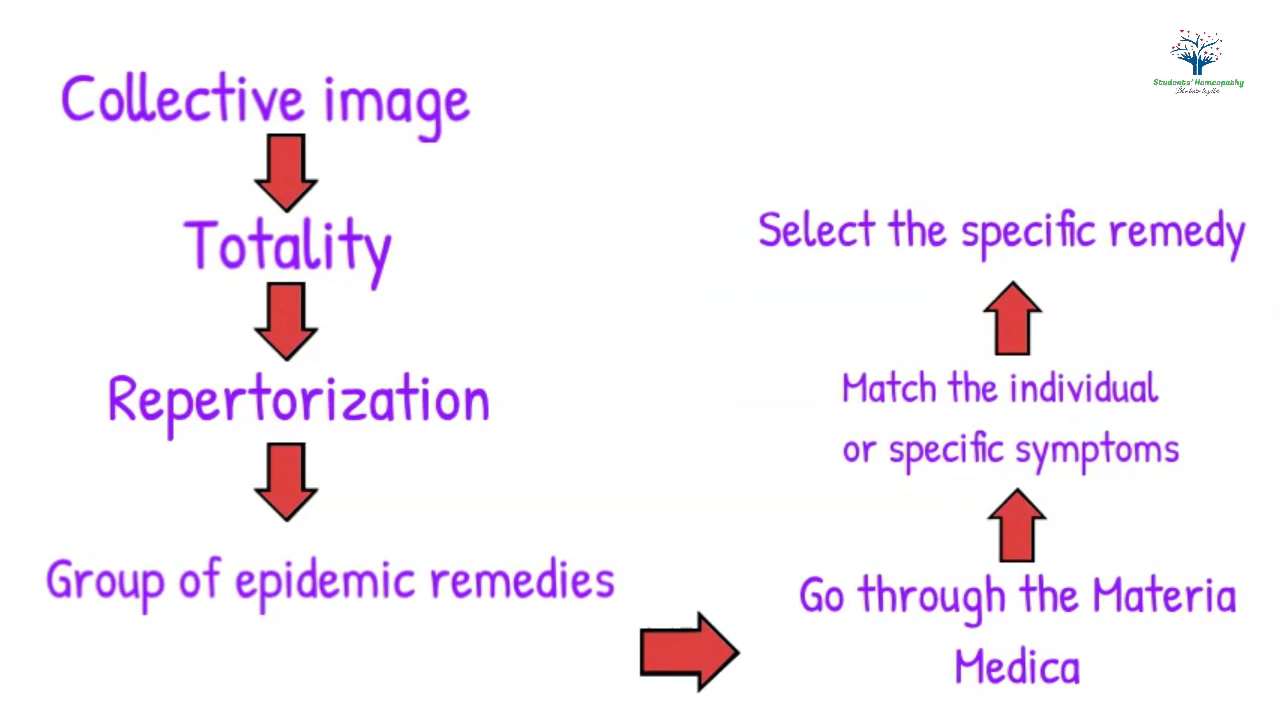 Collective image
Totality
Repertorization
Group of epidemic remedies
Go through the Materia
Medica
Match the individual
or specific symptoms
Select the specific remedy
Students' Homeopathy